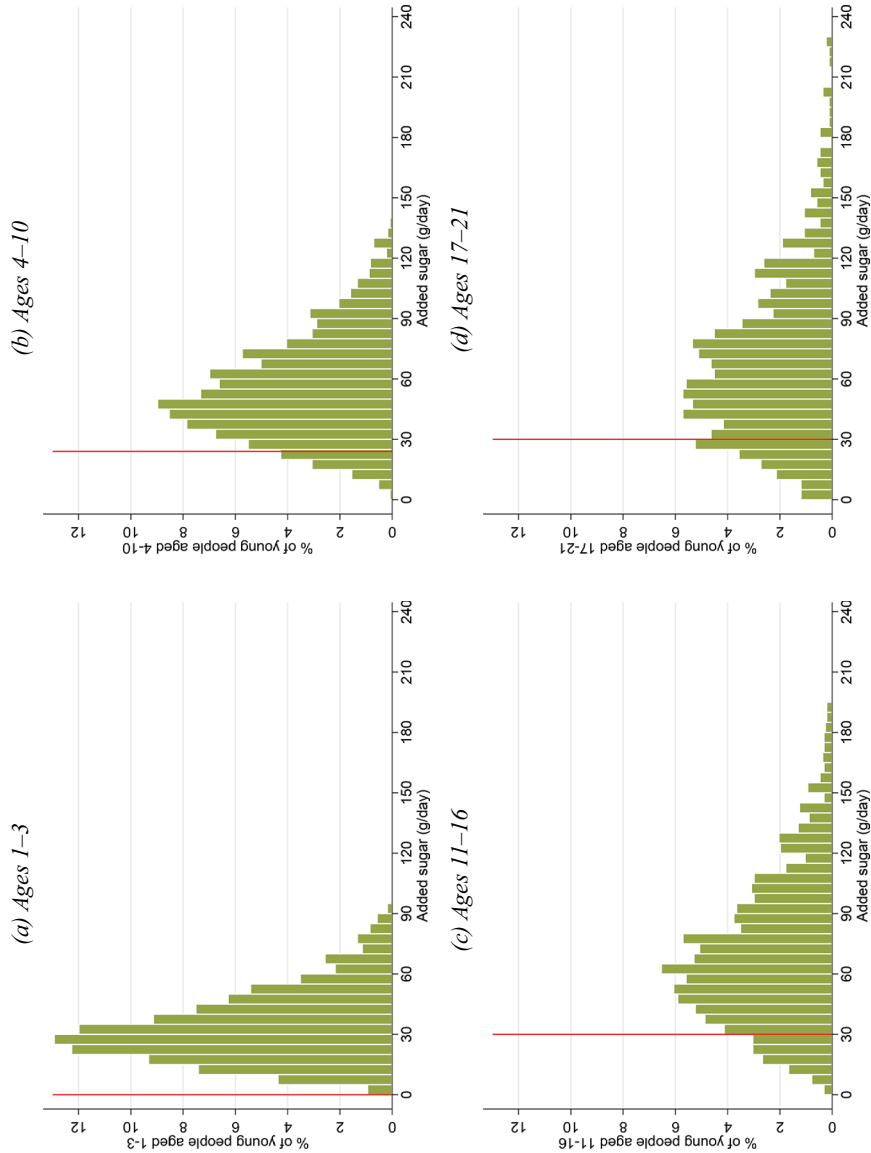 (a) Ages 1–3
% of young people aged 1-3
12
10
8
6
4
2
0
0 30 60 90 120 150 180 210 240
Added sugar (g/day)
(b) Ages 4–10
% of young people aged 4-10
12
10
8
6
4
2
0
0 30 60 90 120 150 180 210 240
Added sugar (g/day)
(c) Ages 11–16
% of young people aged 11-16
12
10
8
6
4
2
0
0 30 60 90 120 150 180 210 240
Added sugar (g/day)
(d) Ages 17–21
% of young people aged 17-21
12
10
8
6
4
2
0
0 30 60 90 120 150 180 210 240
Added sugar (g/day)